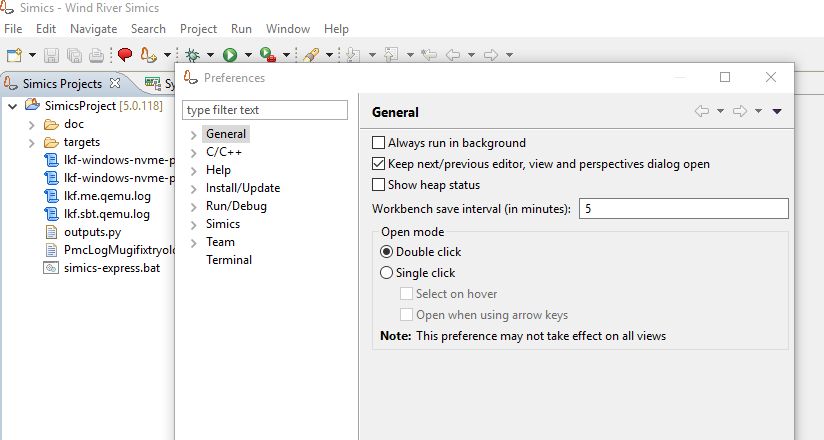 Simics - Wind River Simics
File Edit Navigate Search Project Run Window Help
Simics Projects
Sy
SimicsProject [5.0.118]
doc
targets
lkf-windows-nvme-p
lkf-windows-nvme-p
lkf.me.qemu.log
lkf.sbt.qemu.log
outputs.py
PmcLogMugifixtryolc
simics-express.bat
Preferences
type filter text
General
C/C++
Help
Install/Update
Run/Debug
Simics
Team
Terminal
General
Always run in background
Keep next/previous editor, view and perspectives dialog open
Show heap status
Workbench save interval (in minutes): 5
Open mode
Double click
Single click
Select on hover
Open when using arrow keys
Note: This preference may not take effect on all views